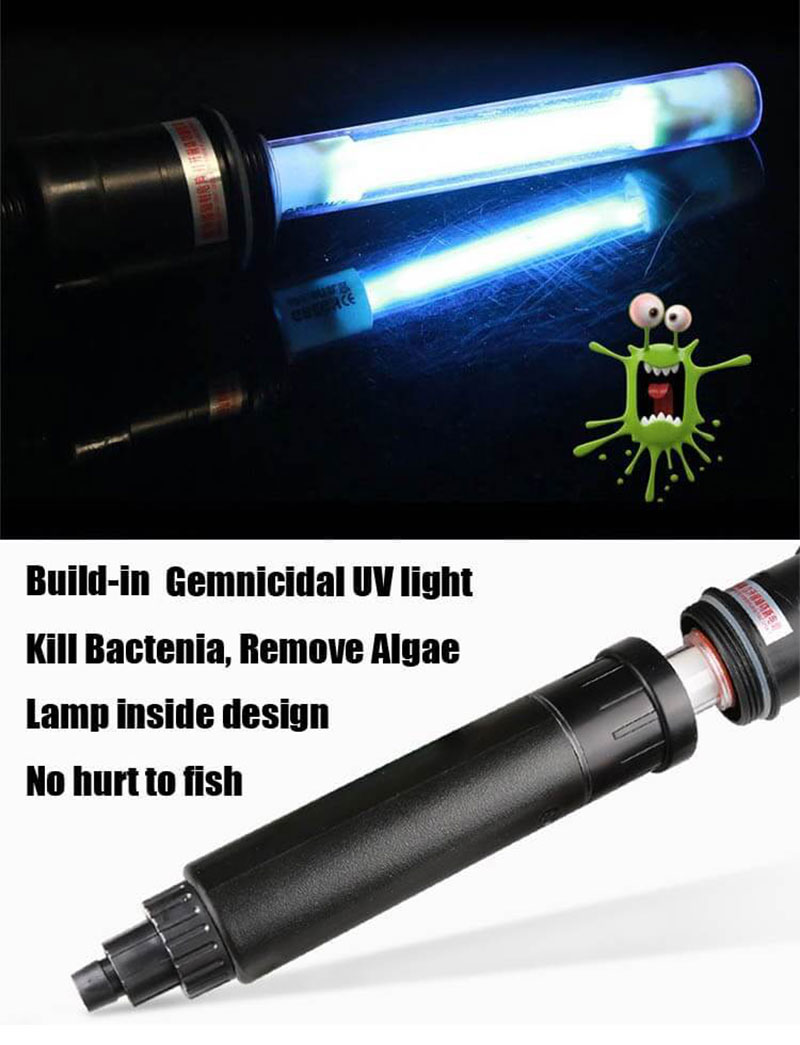 Build-in Gemnicidal UV light
Kill Bactenia, Remove Algae
Lamp inside design
No hurt to fish